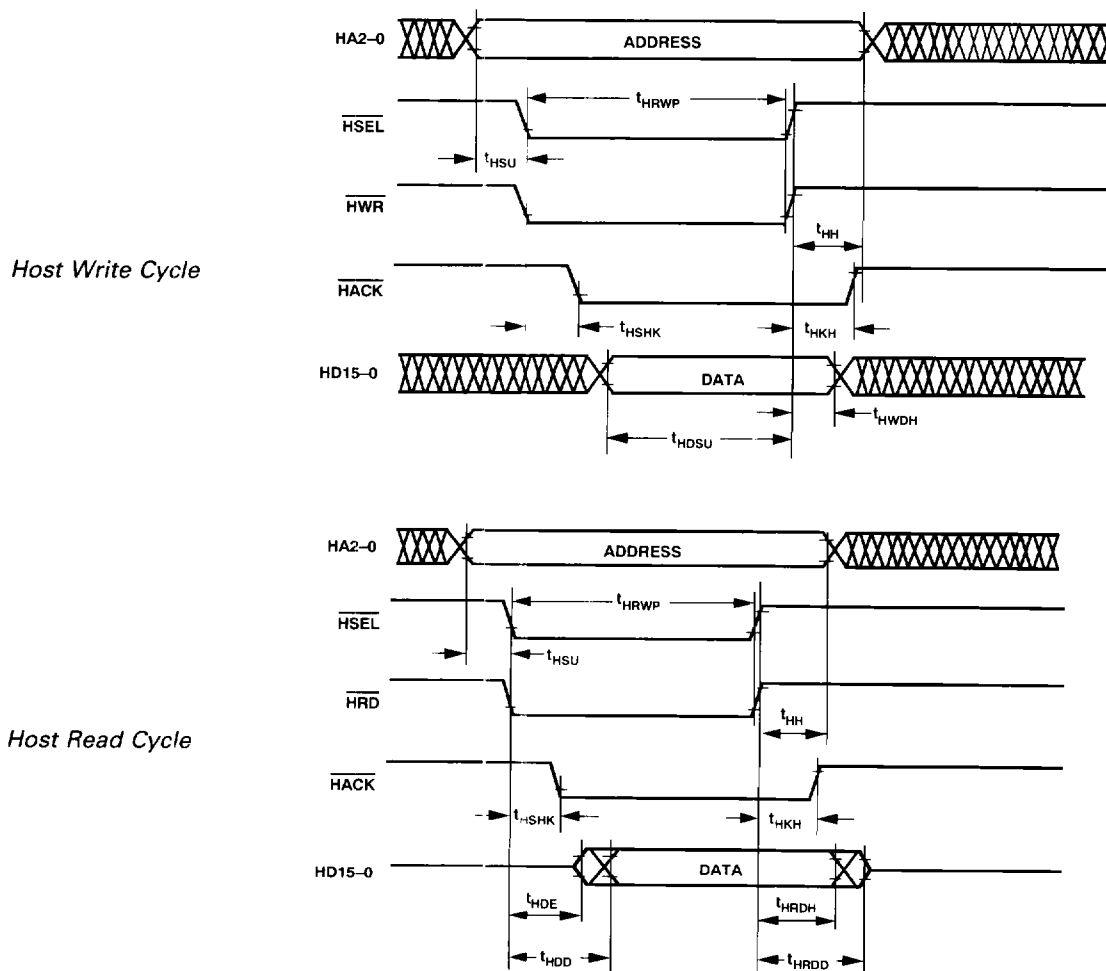 HA2–0
ADDRESS
tHRWP
HSEL
tHSU
HWR
tHH
Host Write Cycle
HACK
tHSHK
tHKH
HD15–0
DATA
tHWDH
tHDSU
HA2–0
ADDRESS
tHRWP
HSEL
tHSU
HRD
tHH
Host Read Cycle
HACK
tHSHK
tHKH
HD15–0
DATA
tHDE
tHRDH
tHDD
tHRDD